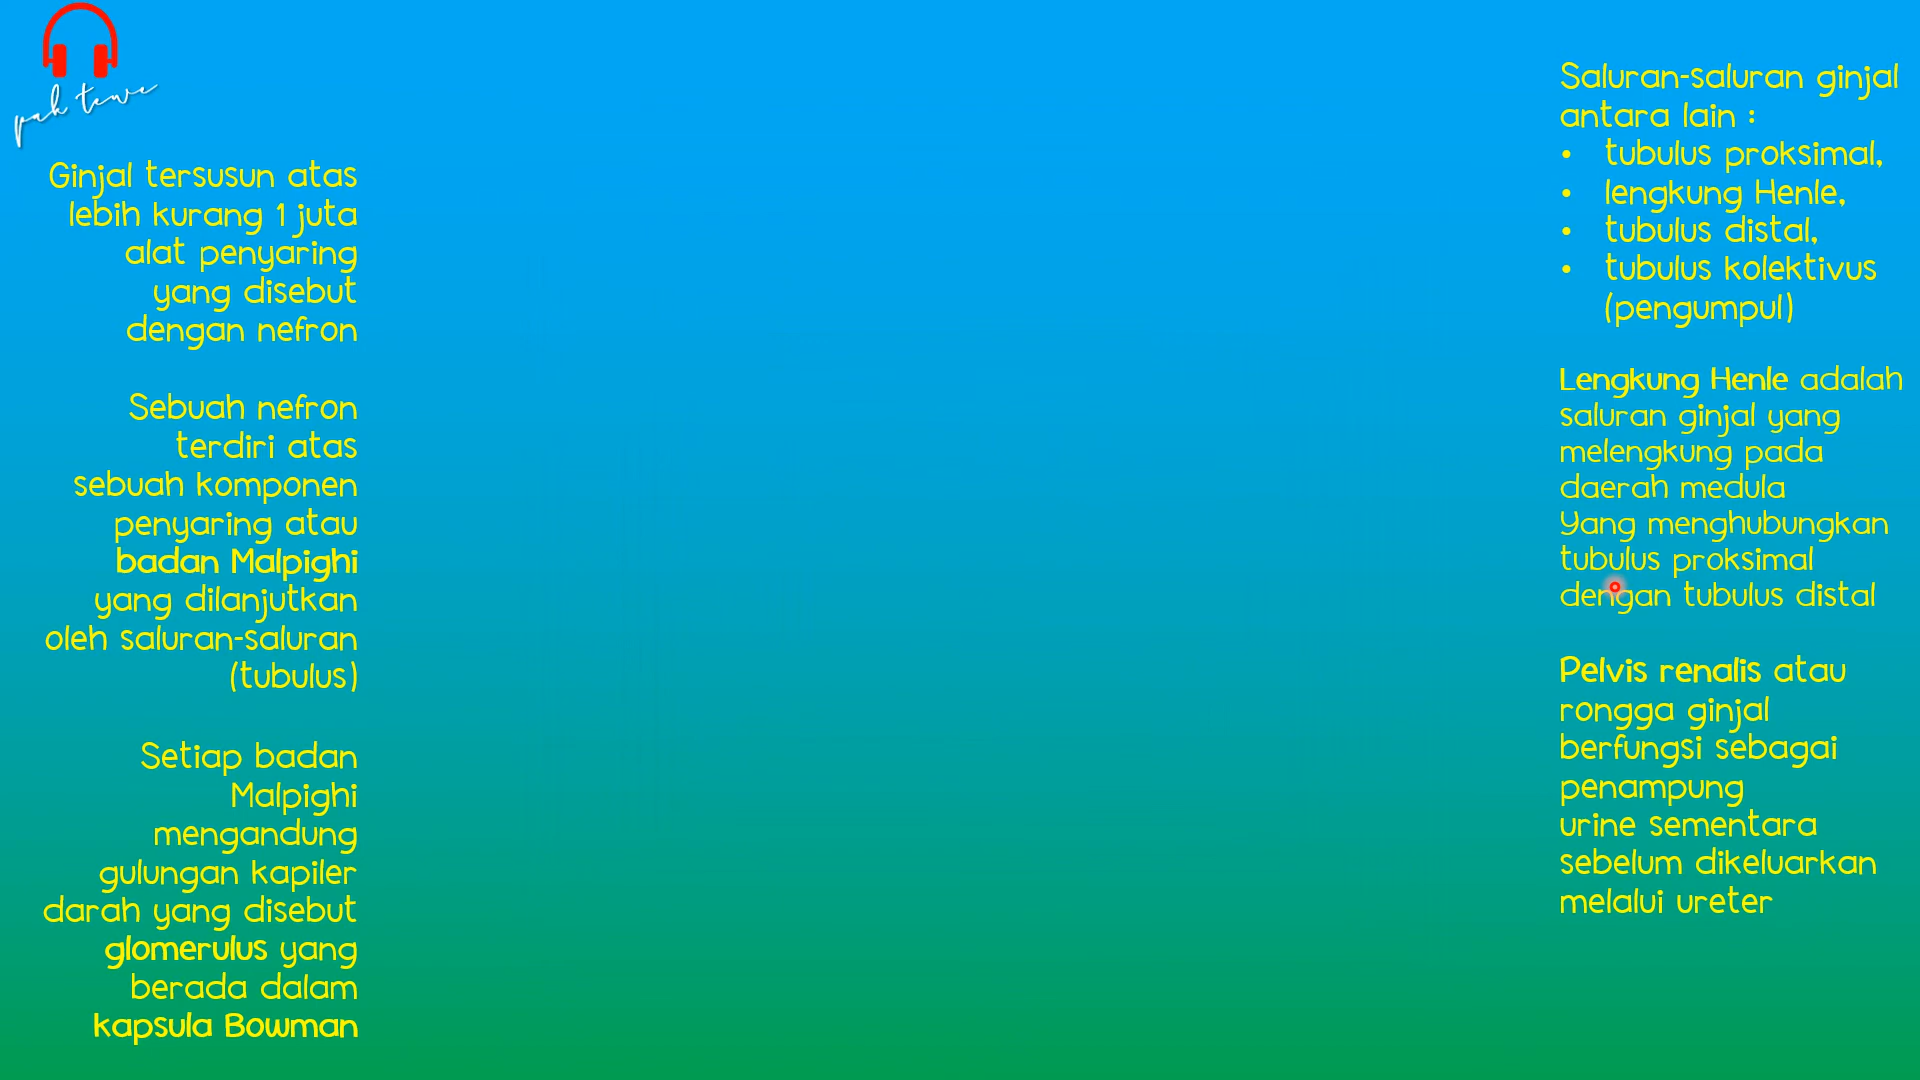 pak tewe
Ginjal tersusun atas
lebih kurang 1 juta
alat penyaring
yang disebut
dengan nefron
Sebuah nefron
terdiri atas
sebuah komponen
penyaring atau
badan Malpighi
yang dilanjutkan
oleh saluran-saluran
(tubulus)
Setiap badan
Malpighi
mengandung
gulungan kapiler
darah yang disebut
glomerulus yang
berada dalam
kapsula Bowman
Saluran-saluran ginjal
antara lain :
• tubulus proksimal,
• lengkung Henle,
• tubulus distal,
• tubulus kolektivus
(pengumpul)
Lengkung Henle adalah
saluran ginjal yang
melengkung pada
daerah medula
Yang menghubungkan
tubulus proksimal
dengan tubulus distal
Pelvis renalis atau
rongga ginjal
berfungsi sebagai
penampung
urine sementara
sebelum dikeluarkan
melalui ureter